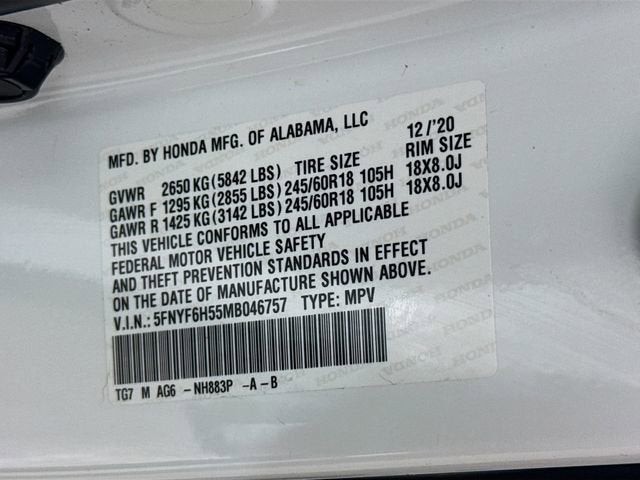 MFD. BY HONDA MFG. OF ALABAMA, LLC 12/'20
GVWR 2650 KG (5842 LBS) TIRE SIZE RIM SIZE
GAWR F 1295 KG (2855 LBS) 245/60R18 105H 18X8.0J
GAWR R 1425 KG (3142 LBS) 245/60R18 105H 18X8.0J
THIS VEHICLE CONFORMS TO ALL APPLICABLE
FEDERAL MOTOR VEHICLE SAFETY
AND THEFT PREVENTION STANDARDS IN EFFECT
ON THE DATE OF MANUFACTURE SHOWN ABOVE.
V.I.N.: 5FNYF6H55MB046757 TYPE: MPV
TG7 M AG6 -NH883P -A-B